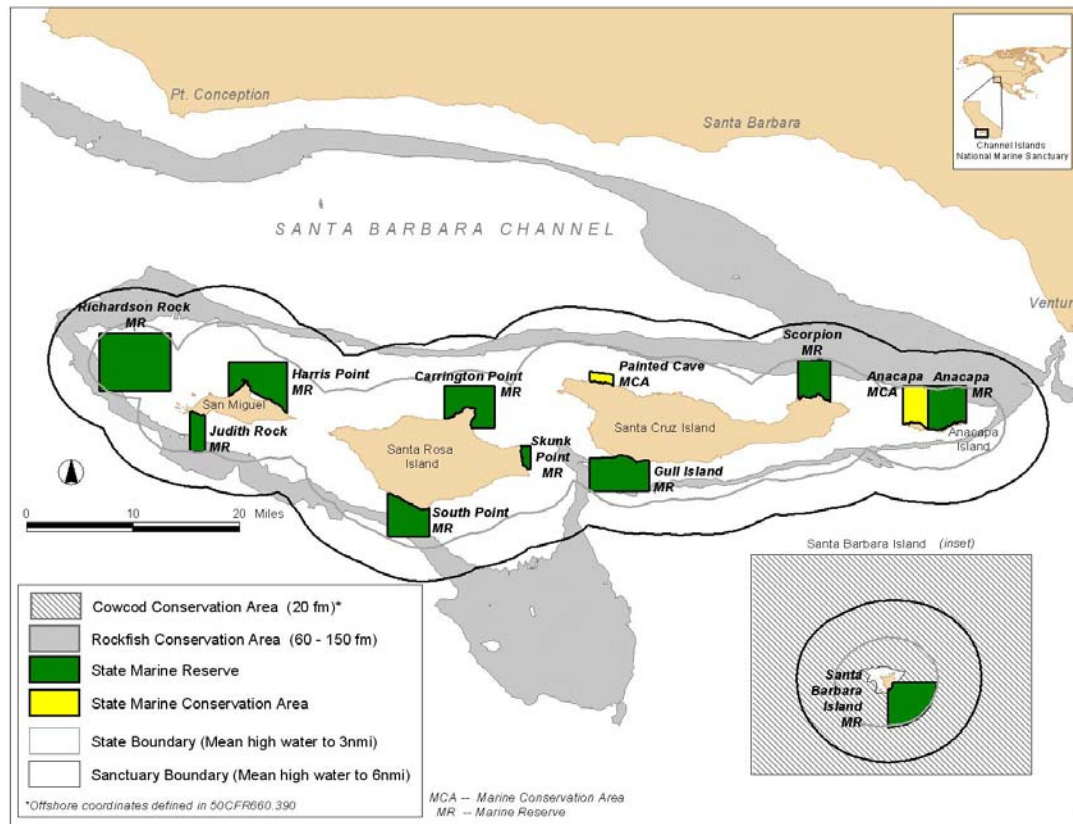 Pt. Conception
Santa Barbara
Channel Islands
National Marine Sanctuary
SANTA BARBARA CHANNEL
Ventur
Richardson Rock
MR
Harris Point
MR
San Miguel
Judith Rock
MR
Carrington Point
MR
Santa Rosa
Island
Skunk
Point
MR
South Point
MR
Painted Cave
MCA
Santa Cruz Island
Gull Island
MR
Scorpion
MR
Anacapa
MCA
Anacapa
MR
Anacapa
Island
0 10 20 Miles
Santa Barbara Island (inset)
Santa
Barbara
Island
MR
Cowcod Conservation Area (20 fm)*
Rockfish Conservation Area (60 - 150 fm)
State Marine Reserve
State Marine Conservation Area
State Boundary (Mean high water to 3nmi)
Sanctuary Boundary (Mean high water to 6nmi)
*Offshore coordinates defined in 50CFR660.390
MCA -- Marine Conservation Area
MR -- Marine Reserve